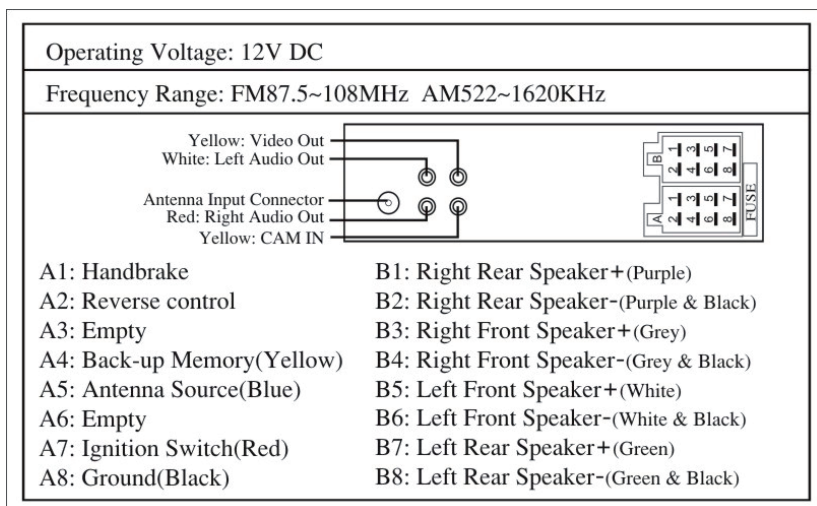 Operating Voltage: 12V DC
Frequency Range: FM87.5~108MHz AM522~1620KHz
Yellow: Video Out
White: Left Audio Out
Antenna Input Connector
Red: Right Audio Out
Yellow: CAM IN
B
1 3 5 7
2 4 6 8
A
1 3 5 7
2 4 6 8
FUSE
A1: Handbrake
A2: Reverse control
A3: Empty
A4: Back-up Memory(Yellow)
A5: Antenna Source(Blue)
A6: Empty
A7: Ignition Switch(Red)
A8: Ground(Black)
B1: Right Rear Speaker+(Purple)
B2: Right Rear Speaker-(Purple & Black)
B3: Right Front Speaker+(Grey)
B4: Right Front Speaker-(Grey & Black)
B5: Left Front Speaker+(White)
B6: Left Front Speaker-(White & Black)
B7: Left Rear Speaker+(Green)
B8: Left Rear Speaker-(Green & Black)